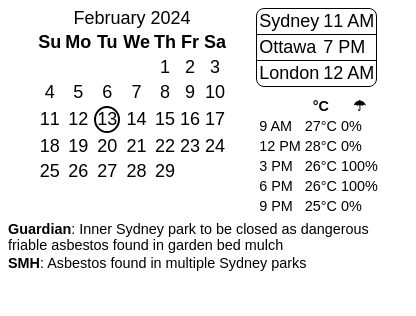 February 2024
Su Mo Tu We Th Fr Sa
1 2 3
4 5 6 7 8 9 10
11 12 13 14 15 16 17
18 19 20 21 22 23 24
25 26 27 28 29
Sydney 11 AM
Ottawa 7 PM
London 12 AM
°C ☂
9 AM 27°C 0%
12 PM 28°C 0%
3 PM 26°C 100%
6 PM 26°C 100%
9 PM 25°C 0%
Guardian: Inner Sydney park to be closed as dangerous
friable asbestos found in garden bed mulch
SMH: Asbestos found in multiple Sydney parks